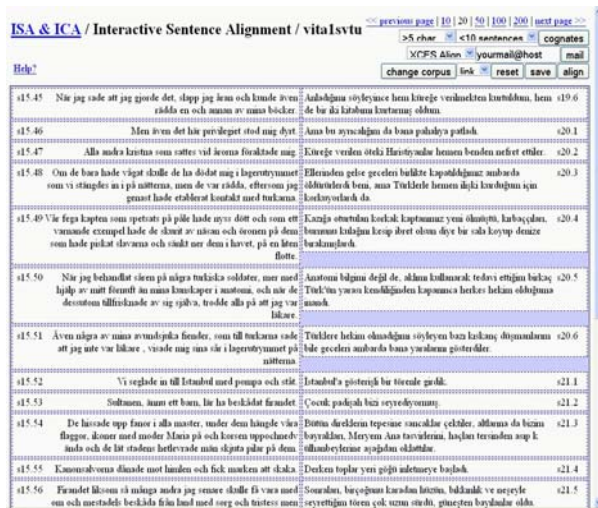 ISA & ICA / Interactive Sentence Alignment / vita1svtu
<< previous page | 10 | 20 | 50 | 100 | 200 | next page >>
>5 char <10 sentences cognates
XCES Align yourmail@host mail
Help?
change corpus link reset save align
s15.45 När jag sade att jag gjorde det, slapp jag åran och kunde även
rädda en och annan av mina böcker.
Anladığımı söyleyince hem küreğe verilmekten kurtuldum, hem s19.6
de bir iki kitabımı kurtarmış oldum.
s15.46 Men även det här privilegiet stod mig dyrt.
Ama bu ayrıcalığım da bana pahalıya patladı. s20.1
s15.47 Alla andra kristna som sattes vid årorna föraktade mig.
Küreğe verilen öteki Hıristiyanlar hemen benden nefret ettiler. s20.2
s15.48 Om de bara hade vågat skulle de ha dödat mig i lagerutrymmet
som vi stängdes in i på nätterna, men de var rädda, eftersom jag
genast hade etablerat kontakt med turkarna.
Ellerinden gelse geceleri birlikte kapatıldığımız ambarda s20.3
öldürürlerdi beni, ama Türklerle hemen ilişki kurduğum için
korkuyorlardı da.
s15.49 Vår fega kapten som spetsats på påle hade nyss dött och som ett
varnande exempel hade de skurit av näsan och öronen på dem
som hade piskat slavarna och sänkt ner dem i havet, på en liten
flotte.
Kazığa oturtulan korkak kaptanımız yeni ölmüştü, kırbaççıları, s20.4
burnunu kulağını kesip ibret olsun diye bir sala koyup denize
bırakmışlardı.
s15.50 När jag behandlat såren på några turkiska soldater, mer med
hjälp av mitt förnuft än mina kunskaper i anatomi, och när de
dessutom tillfrisknade av sig själva, trodde alla på att jag var
läkare.
Anatomi bilgimi değil de, aklımı kullanarak tedavi ettiğim birkaç s20.5
Türk'ün yarası kendiliğinden kapanınca herkes hekim olduğuma
inandı.
s15.51 Även några av mina avundsjuka fiender, som till turkarna sade
att jag inte var läkare , visade mig sina sår i lagerutrymmet på
nätterna.
Türklere hekim olmadığımı söyleyen bazı kıskanç düşmanlarım s20.6
bile geceleri ambarda bana yaralarını gösterdiler.
s15.52 Vi seglade in till Istanbul med pompa och ståt.
İstanbul'a gösterişli bir törenle girdik. s21.1
s15.53 Sultanen, ännu ett barn, lär ha beskådat firandet.
Çocuk padişah bizi seyrediyormuş. s21.2
s15.54 De hissade upp fanor i alla master, under dem hängde våra
flaggor, ikoner med moder Maria på och korsen uppochnedv
ända och de lät stadens hetlevrade män skjuta pilar på dem.
Bütün direklerin tepesine sancaklar çektiler, altlarına da bizim s21.3
bayrakları, Meryem Ana tasvirlerini, haçları tersinden asıp k
ülhanbeylerine aşağıdan oklattılar.
s15.55 Kanonsalvorna dånade mot himlen och fick marken att skaka.
Derken toplar yeri göğü inletmeye başladı. s21.4
s15.56 Firandet liksom så många andra jag senare skulle få vara med
om och mestadels beskåda från land med sorg och tristess men
Sonraları, birçoğunu karadan hüzün, bıkkınlık ve neşeyle s21.5
seyrettiğim tören çok uzun sürdü, güneşten bayılanlar oldu.